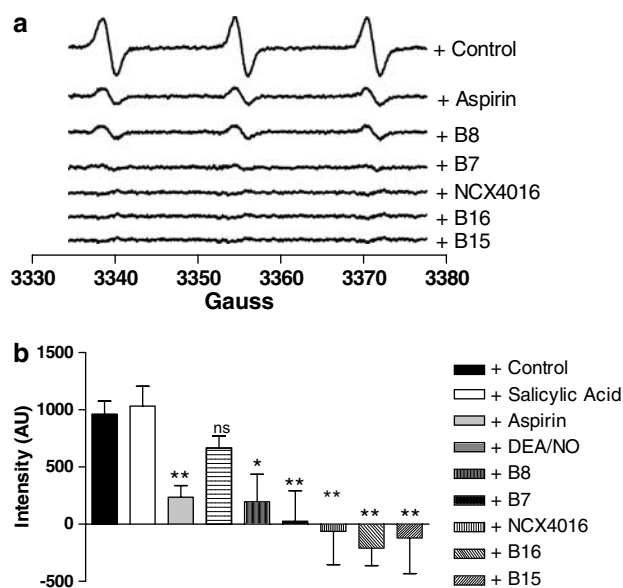 a
+ Control
+ Aspirin
+ B8
+ B7
+ NCX4016
+ B16
+ B15
3330 3340 3350 3360 3370 3380
Gauss
b
Intensity (AU)
1500
1000
500
0
-500
**
ns
*
**
**
**
**
+ Control
+ Salicylic Acid
+ Aspirin
+ DEA/NO
+ B8
+ B7
+ NCX4016
+ B16
+ B15